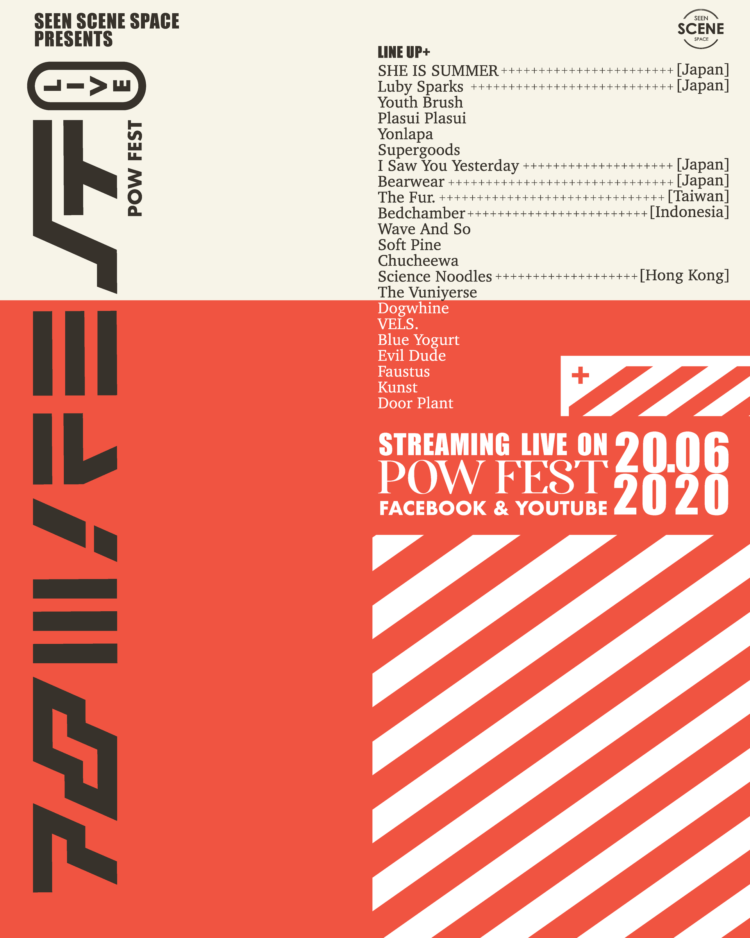 SEEN SCENE SPACE
PRESENTS
LIVE
POW FEST
POW FEST
SEEN
SCENE
SPACE
LINE UP+
SHE IS SUMMER +++++++++++++++++++++++ [Japan]
Luby Sparks +++++++++++++++++++++++++++ [Japan]
Youth Brush
Plasui Plasui
Yonlapa
Supergoods
I Saw You Yesterday ++++++++++++++++++++ [Japan]
Bearwear ++++++++++++++++++++++++++++++ [Japan]
The Fur. ++++++++++++++++++++++++++++++ [Taiwan]
Bedchamber ++++++++++++++++++++++++ [Indonesia]
Wave And So
Soft Pine
Chucheewa
Science Noodles +++++++++++++++++++ [Hong Kong]
The Vuniyerse
Dogwhine
VELS.
Blue Yogurt
Evil Dude
Faustus
Kunst
Door Plant
+
STREAMING LIVE ON
POW FEST
FACEBOOK & YOUTUBE
20.06
2020